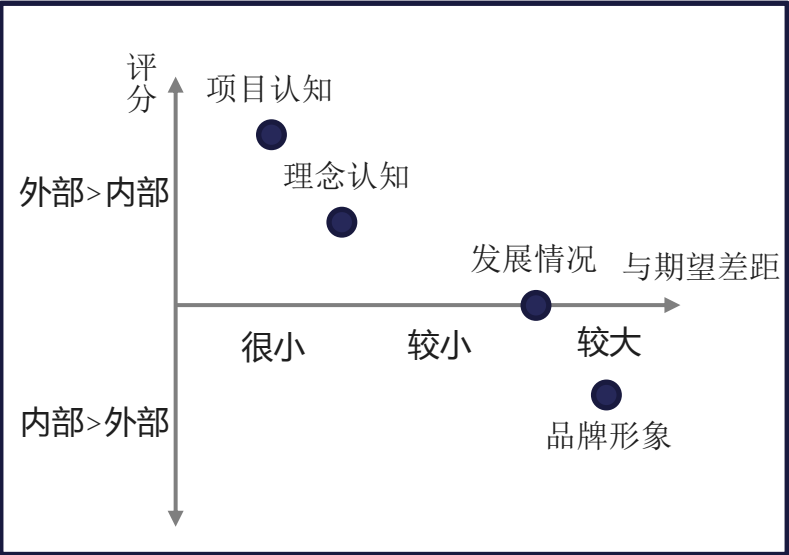 评
分
项目认知
理念认知
外部>内部
发展情况
与期望差距
很小
较小
较大
内部>外部
品牌形象